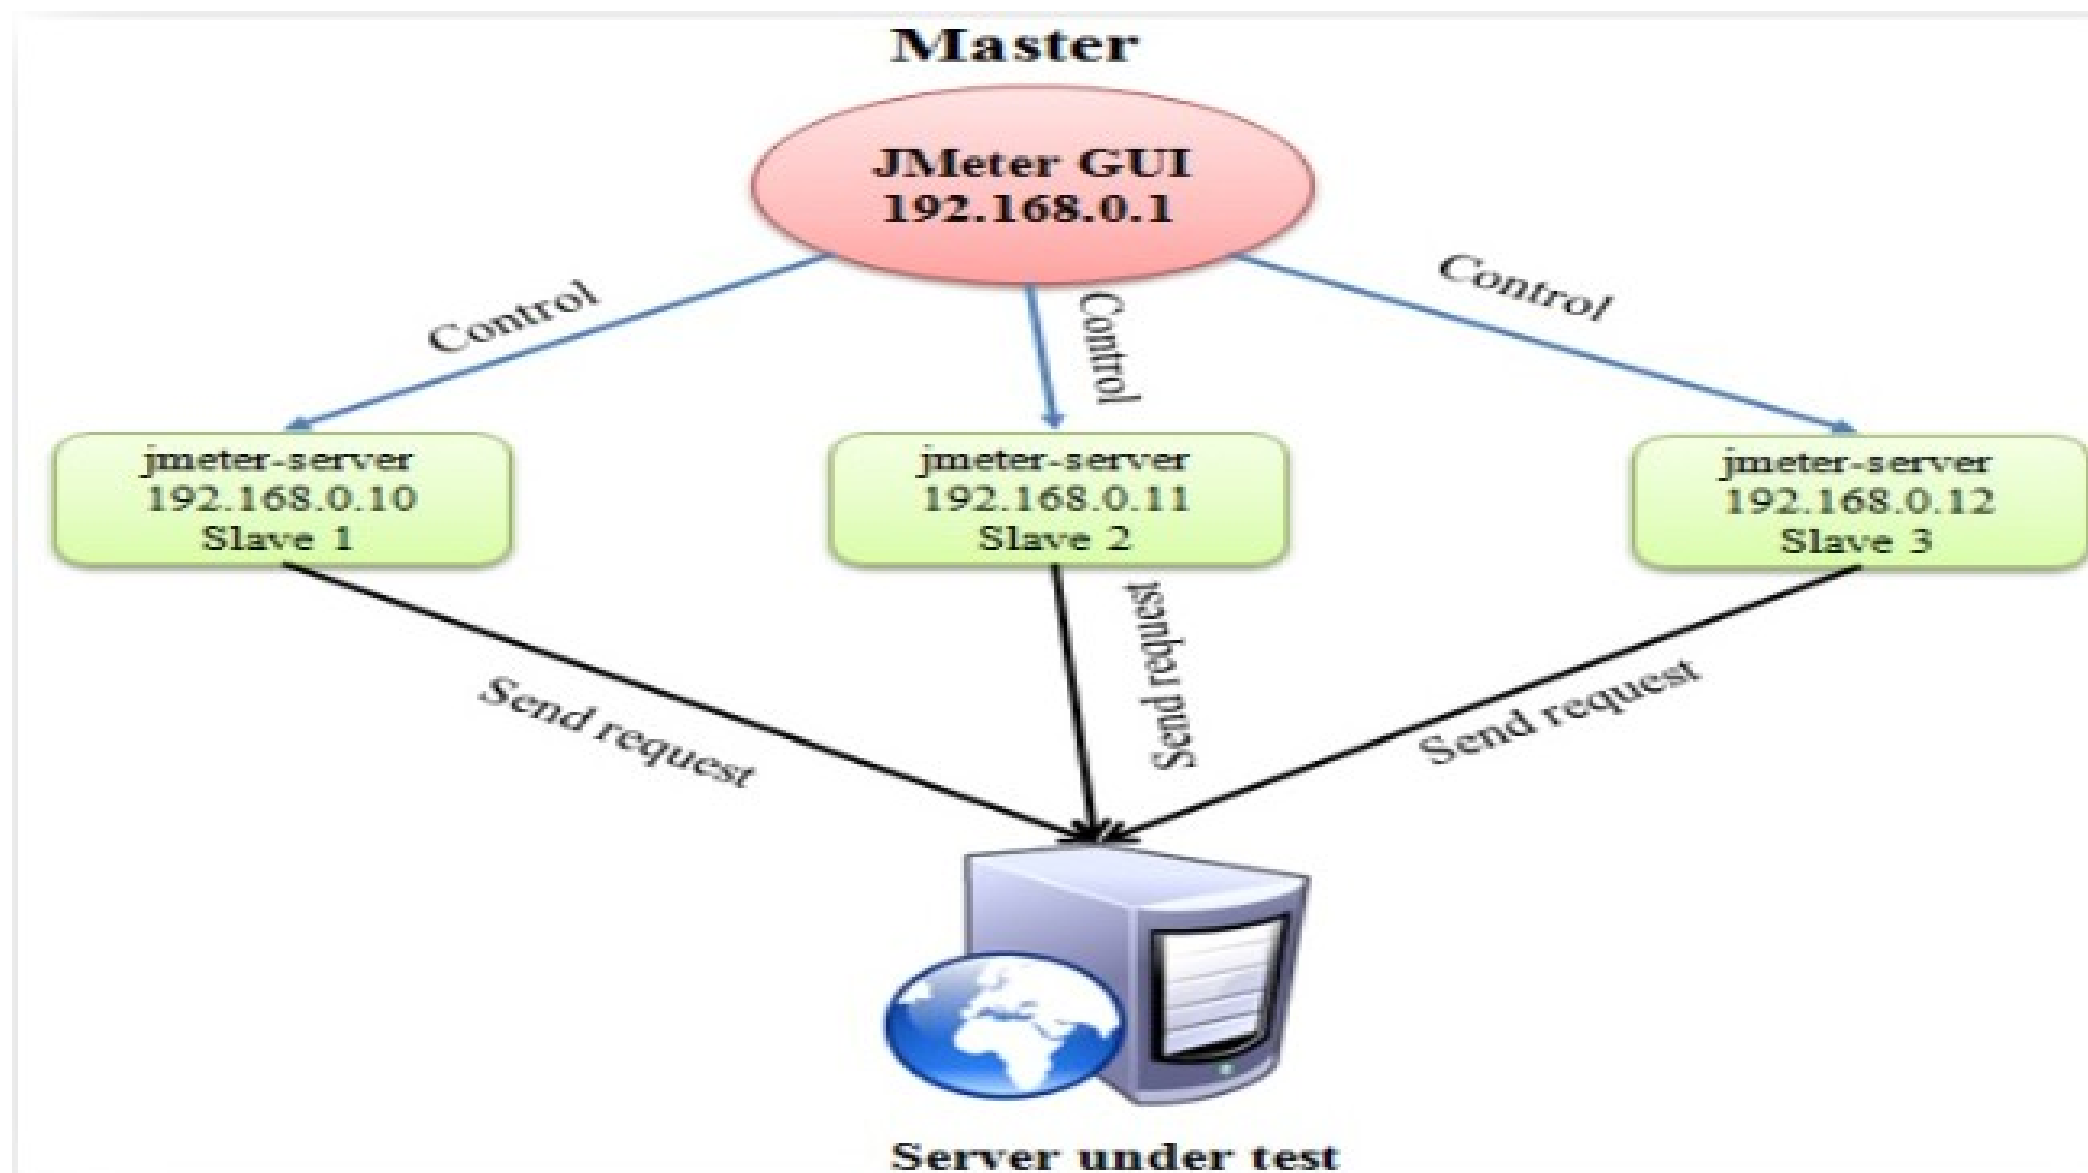 Master
JMeter GUI
192.168.0.1
Control
Control
Control
jmeter-server
192.168.0.10
Slave 1
jmeter-server
192.168.0.11
Slave 2
jmeter-server
192.168.0.12
Slave 3
Send request
Send request
Send request
Server under test